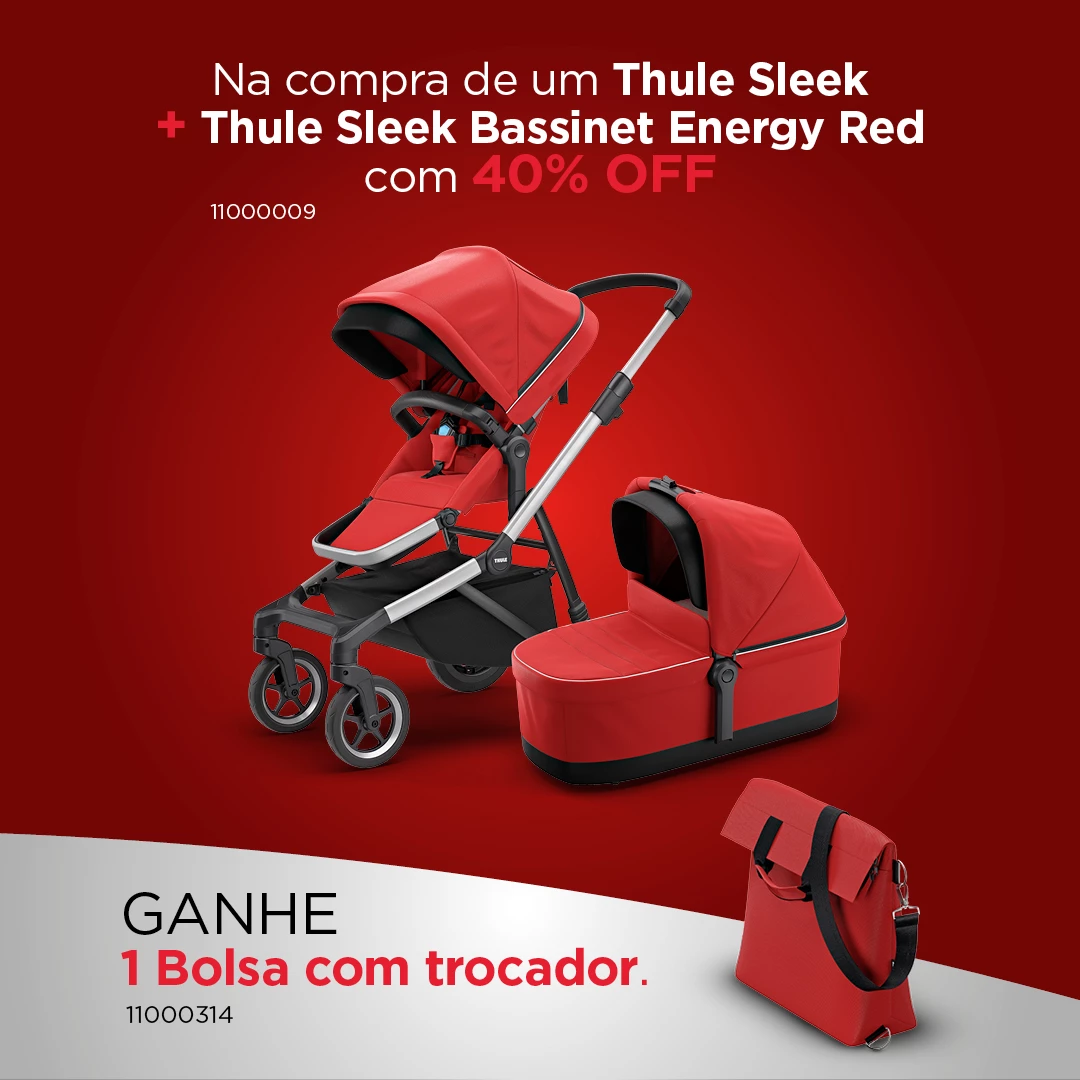 Na compra de um Thule Sleek
+ Thule Sleek Bassinet Energy Red
com 40% OFF
11000009
THULE
GANHE
1 Bolsa com trocador.
11000314